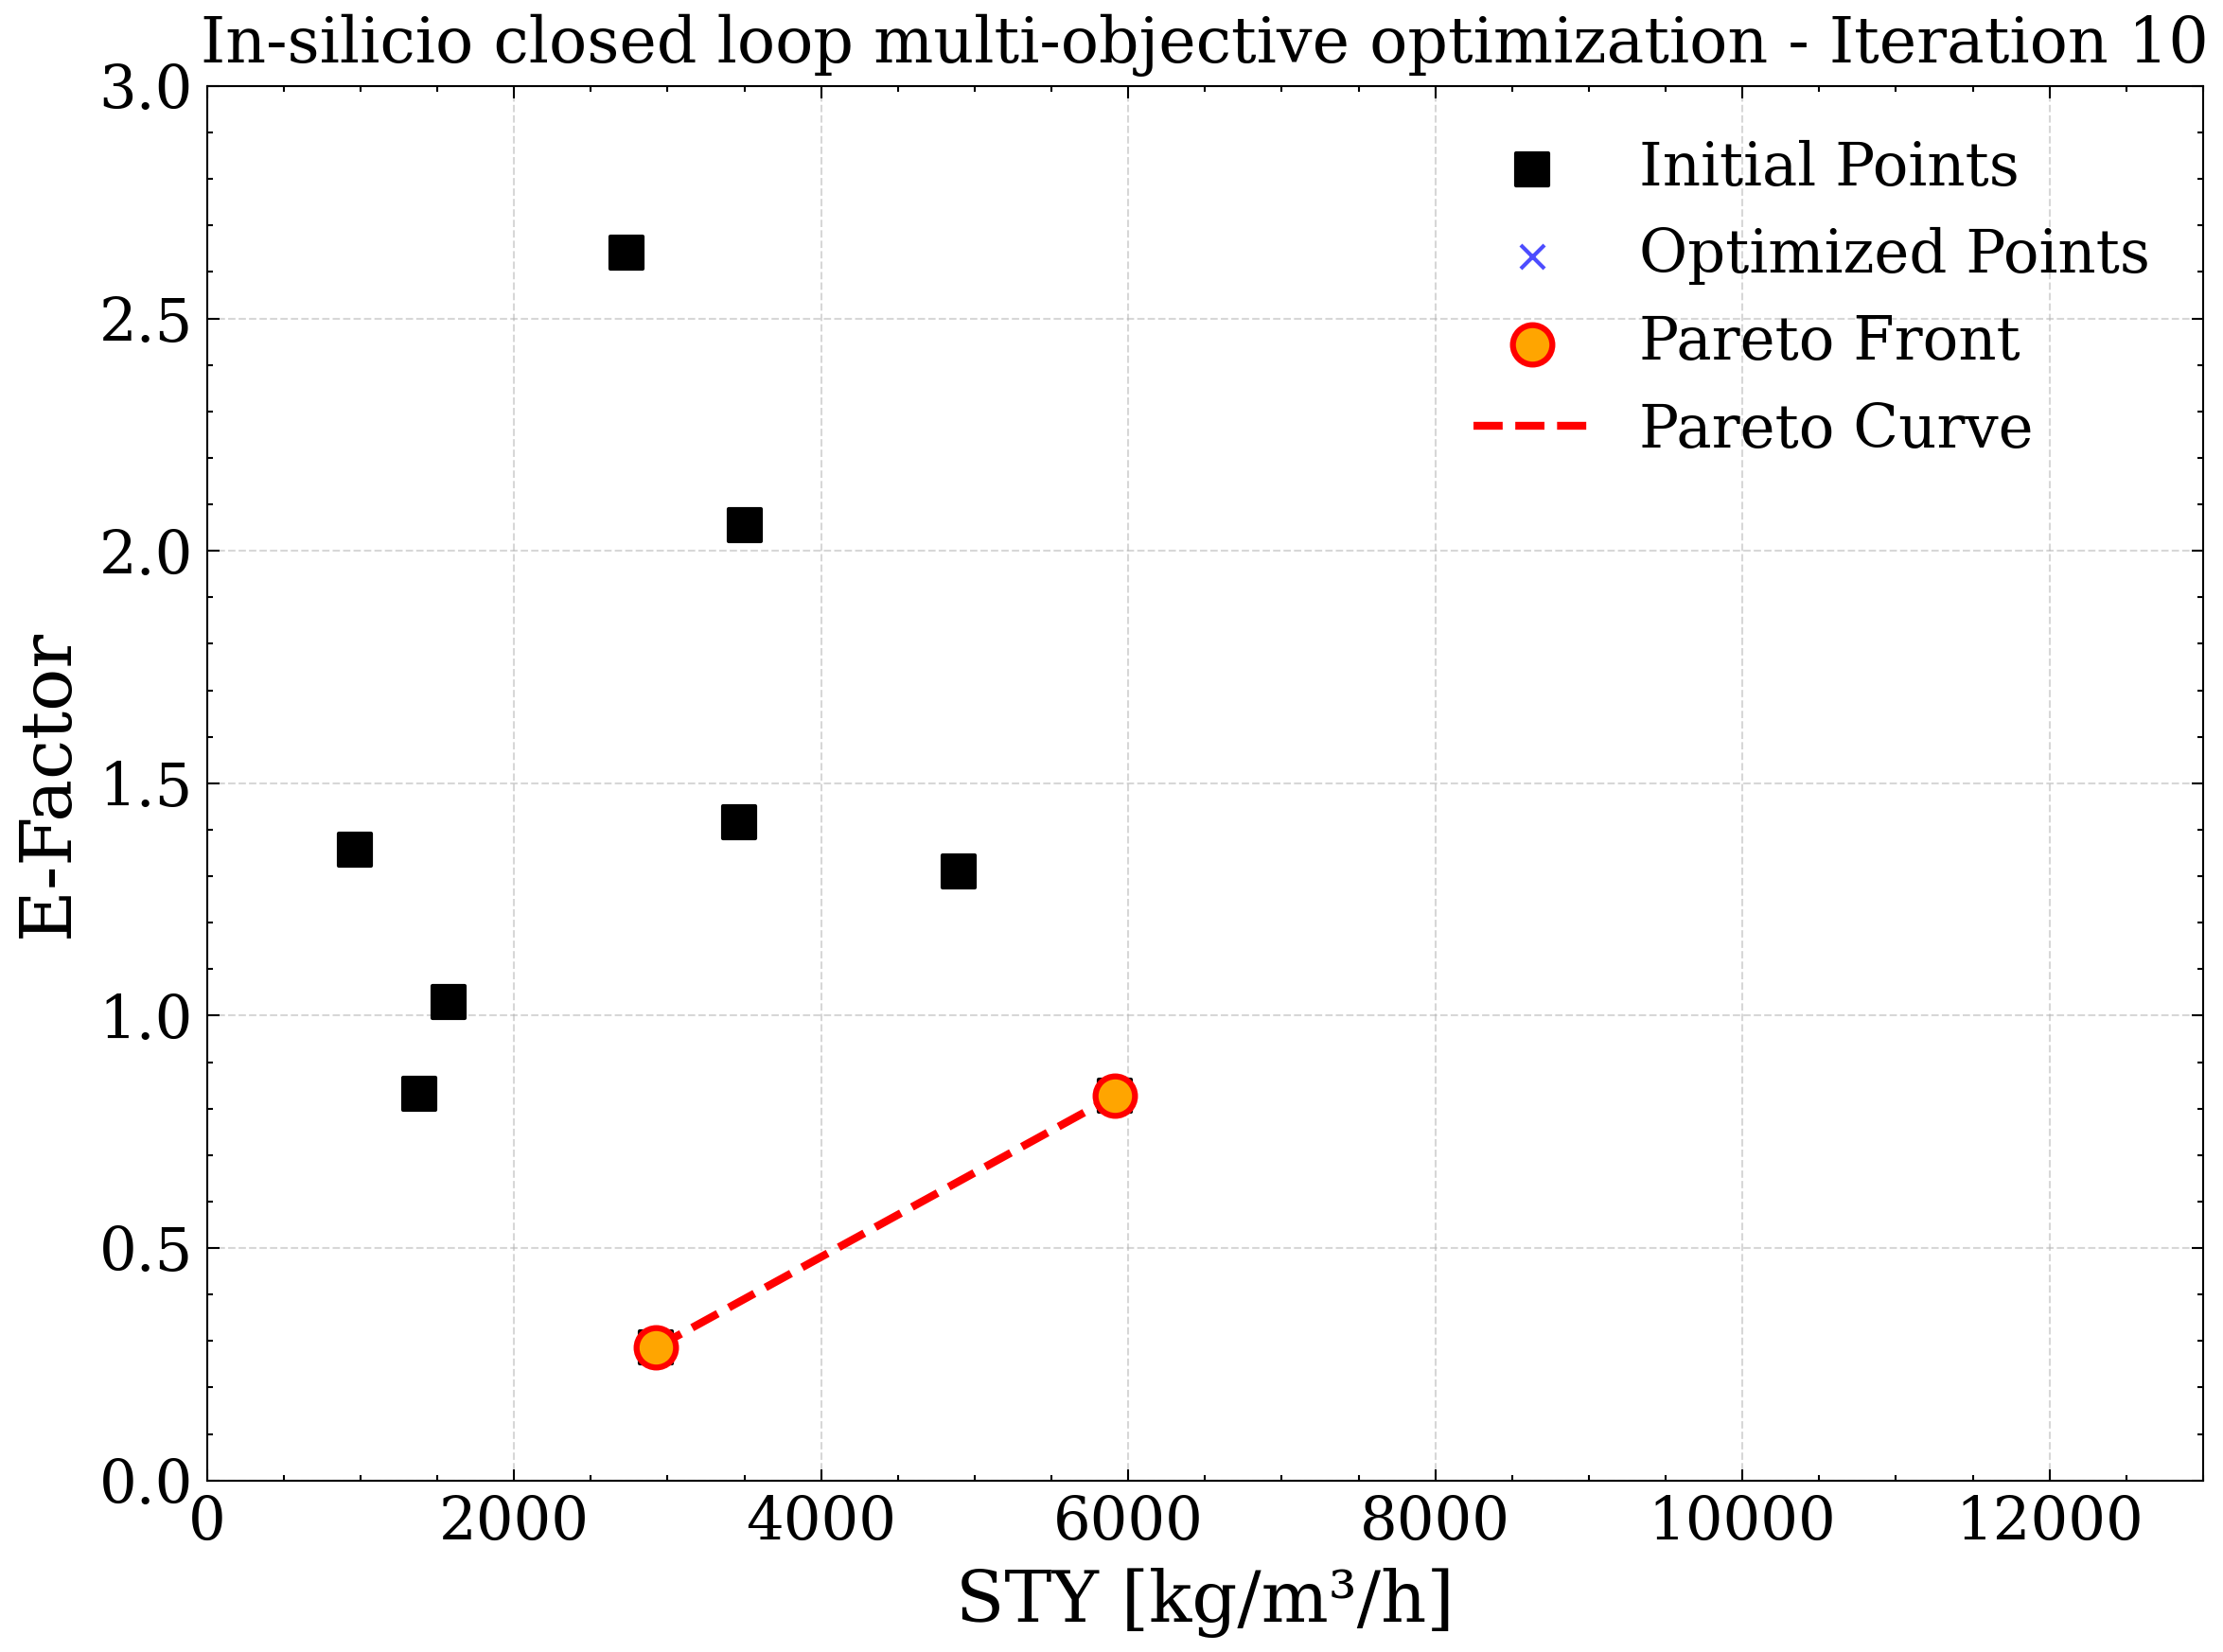 In-silicio closed loop multi-objective optimization - Iteration 10
3.0
2.5
2.0
1.5
1.0
0.5
0.0
E-Factor
Initial Points
Optimized Points
Pareto Front
Pareto Curve
0 2000 4000 6000 8000 10000 12000
STY [kg/m³/h]